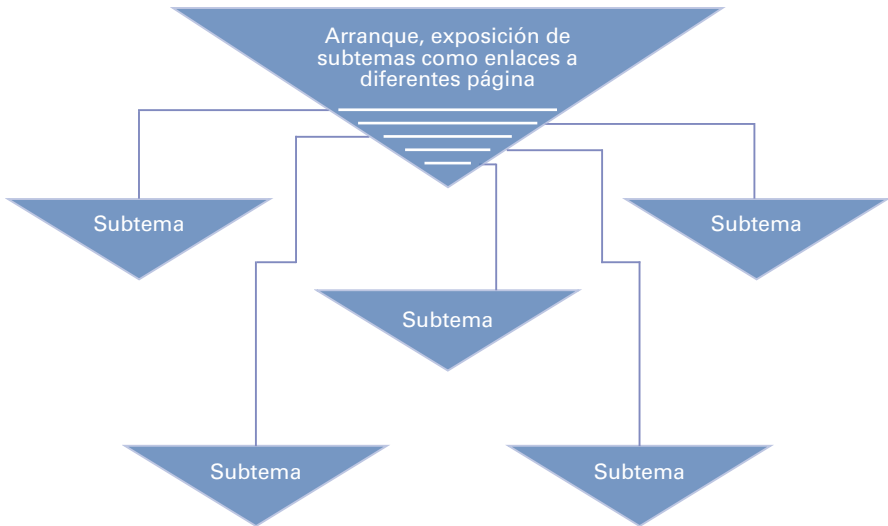 Arranque, exposición de
subtemas como enlaces a
diferentes página
Subtema
Subtema
Subtema
Subtema
Subtema